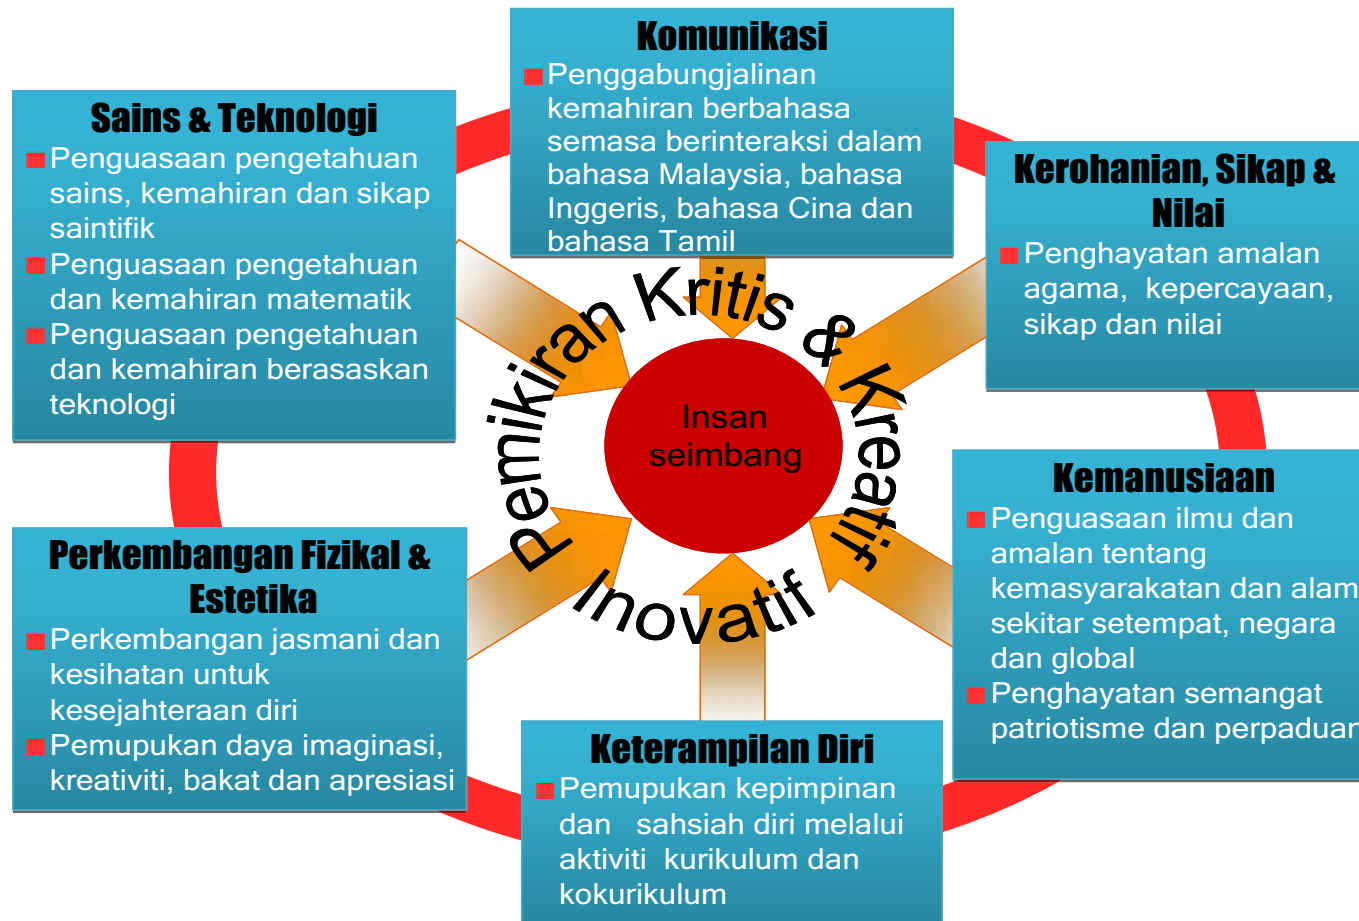 Komunikasi
Penggabungjalinan
kemahiran berbahasa
semasa berinteraksi dalam
bahasa Malaysia, bahasa
Inggeris, bahasa Cina dan
bahasa Tamil
Sains & Teknologi
Penguasaan pengetahuan
sains, kemahiran dan sikap
saintifik
Penguasaan pengetahuan
dan kemahiran matematik
Penguasaan pengetahuan
dan kemahiran berasaskan
teknologi
Kerohanian, Sikap &
Nilai
Penghayatan amalan
agama, kepercayaan,
sikap dan nilai
Pemikiran Kritis & Kreatif
Inovatif
Insan
seimbang
Perkembangan Fizikal &
Estetika
Perkembangan jasmani dan
kesihatan untuk
kesejahteraan diri
Pemupukan daya imaginasi,
kreativiti, bakat dan apresiasi
Kemanusiaan
Penguasaan ilmu dan
amalan tentang
kemasyarakatan dan alam
sekitar setempat, negara
dan global
Penghayatan semangat
patriotisme dan perpaduan
Keterampilan Diri
Pemupukan kepimpinan
dan sahsiah diri melalui
aktiviti kurikulum dan
kokurikulum